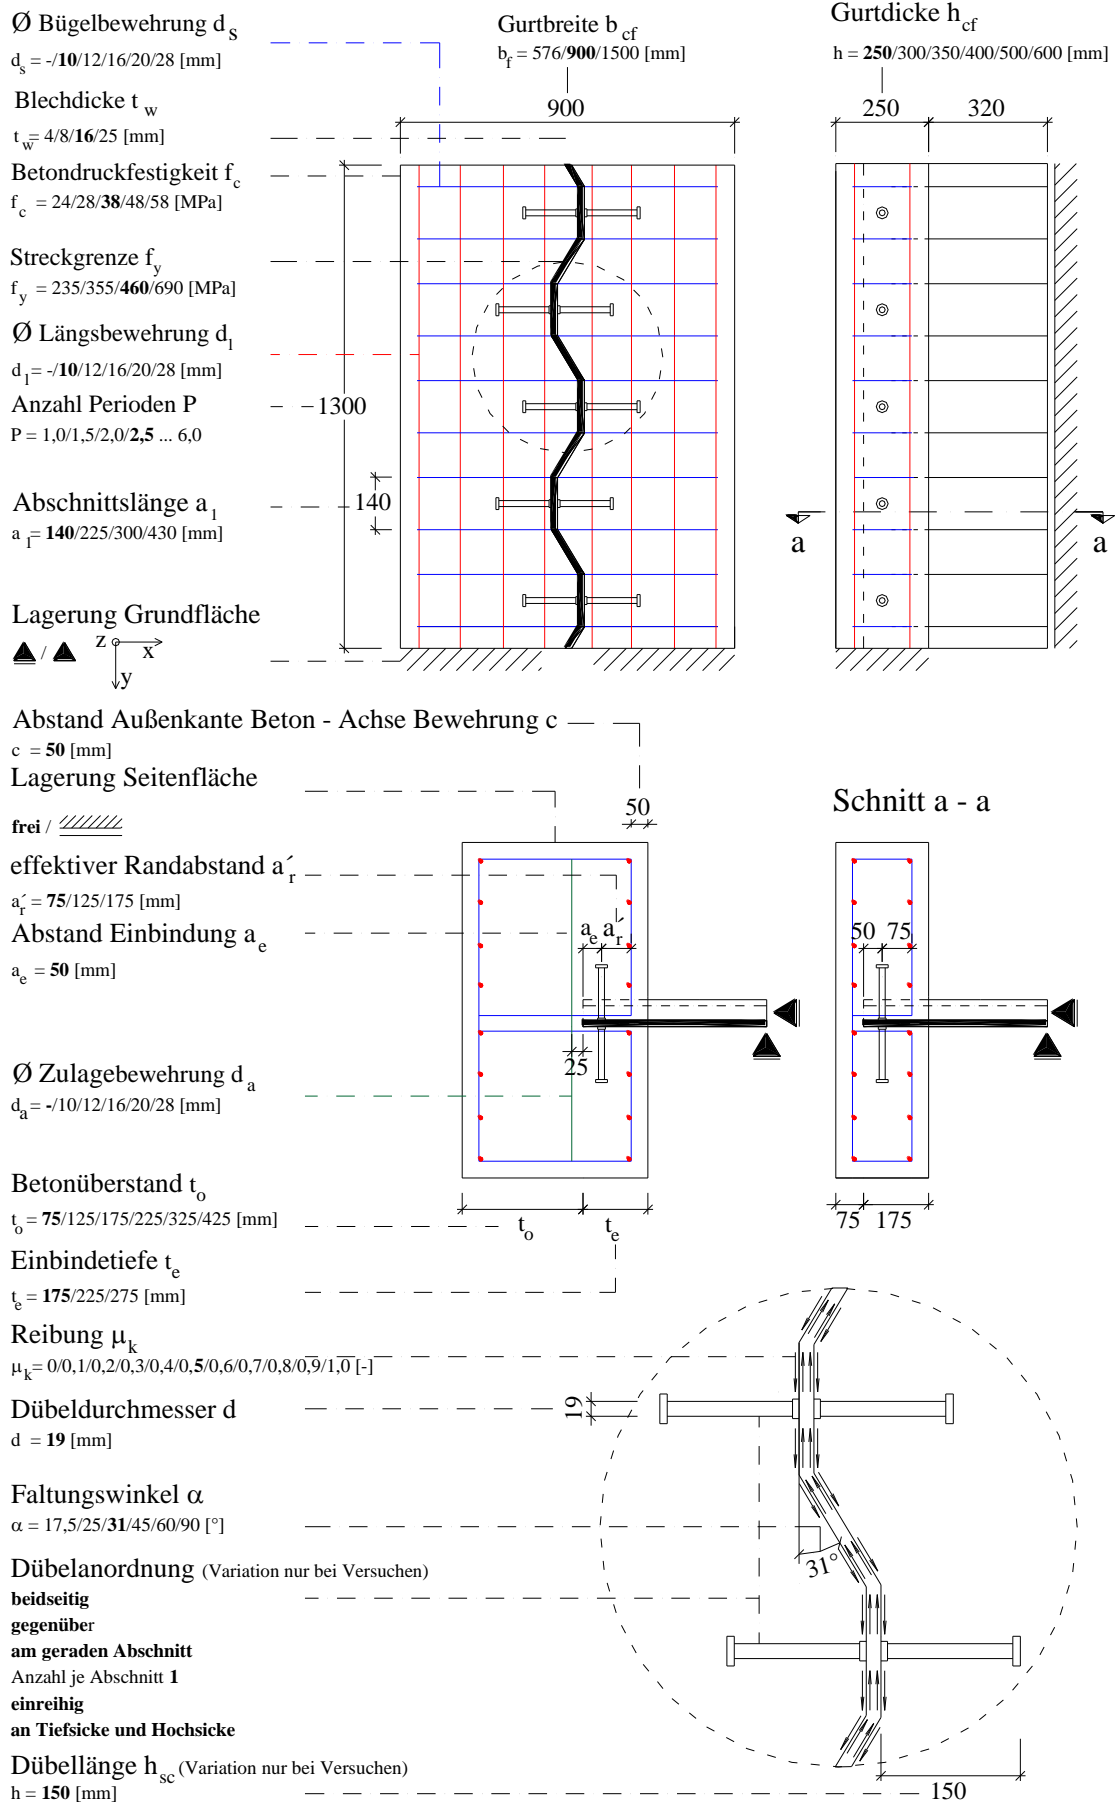 Ø Bügelbewehrung d_s
d_s = -/10/12/16/20/28 [mm]
Gurtbreite b_cf
b_f = 576/900/1500 [mm]
Gurtdicke h_cf
h = 250/300/350/400/500/600 [mm]
Blechdicke t_w
t_w = 4/8/16/25 [mm]
900
250
320
Betondruckfestigkeit f_c
f_c = 24/28/38/48/58 [MPa]
Streckgrenze f_y
f_y = 235/355/460/690 [MPa]
Ø Längsbewehrung d_l
d_l = -/10/12/16/20/28 [mm]
Anzahl Perioden P
P = 1,0/1,5/2,0/2,5 ... 6,0
1300
Abschnittslänge a_l
a_l = 140/225/300/430 [mm]
140
a
a
Lagerung Grundfläche
/
z
x
y
Abstand Außenkante Beton - Achse Bewehrung c
c = 50 [mm]
Lagerung Seitenfläche
frei /
50
Schnitt a - a
effektiver Randabstand a´_r
a´_r = 75/125/175 [mm]
Abstand Einbindung a_e
a_e = 50 [mm]
a_e a´_r
50 75
25
Ø Zulagebewehrung d_a
d_a = -/10/12/16/20/28 [mm]
Betonüberstand t_o
t_o = 75/125/175/225/325/425 [mm]
t_o
t_e
75 175
Einbindetiefe t_e
t_e = 175/225/275 [mm]
Reibung μ_k
μ_k = 0/0,1/0,2/0,3/0,4/0,5/0,6/0,7/0,8/0,9/1,0 [-]
Dübeldurchmesser d
d = 19 [mm]
19
Faltungswinkel α
α = 17,5/25/31/45/60/90 [°]
31°
Dübelanordnung (Variation nur bei Versuchen)
beidseitig
gegenüber
am geraden Abschnitt
Anzahl je Abschnitt 1
einreihig
an Tiefsicke und Hochsicke
Dübellänge h_sc (Variation nur bei Versuchen)
h = 150 [mm]
150